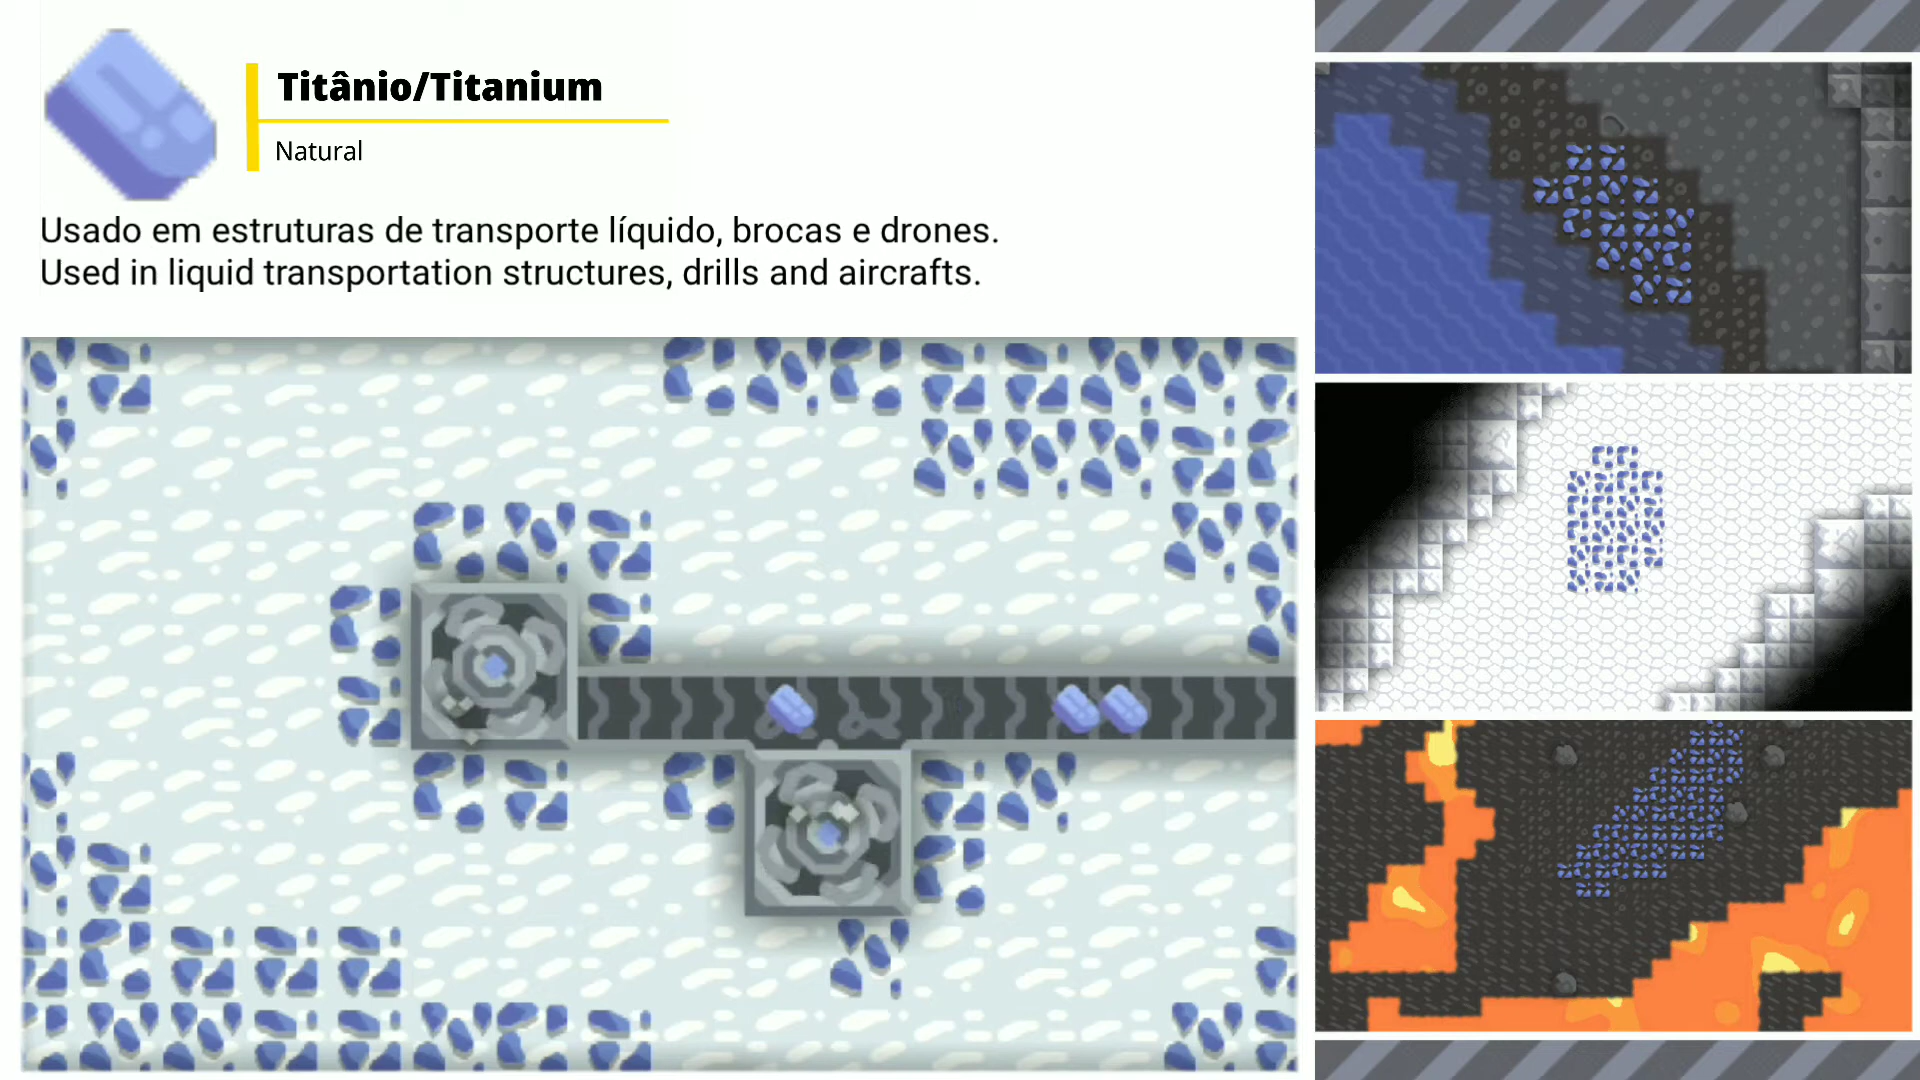 Titânio/Titanium
Natural
Usado em estruturas de transporte líquido, brocas e drones.
Used in liquid transportation structures, drills and aircrafts.